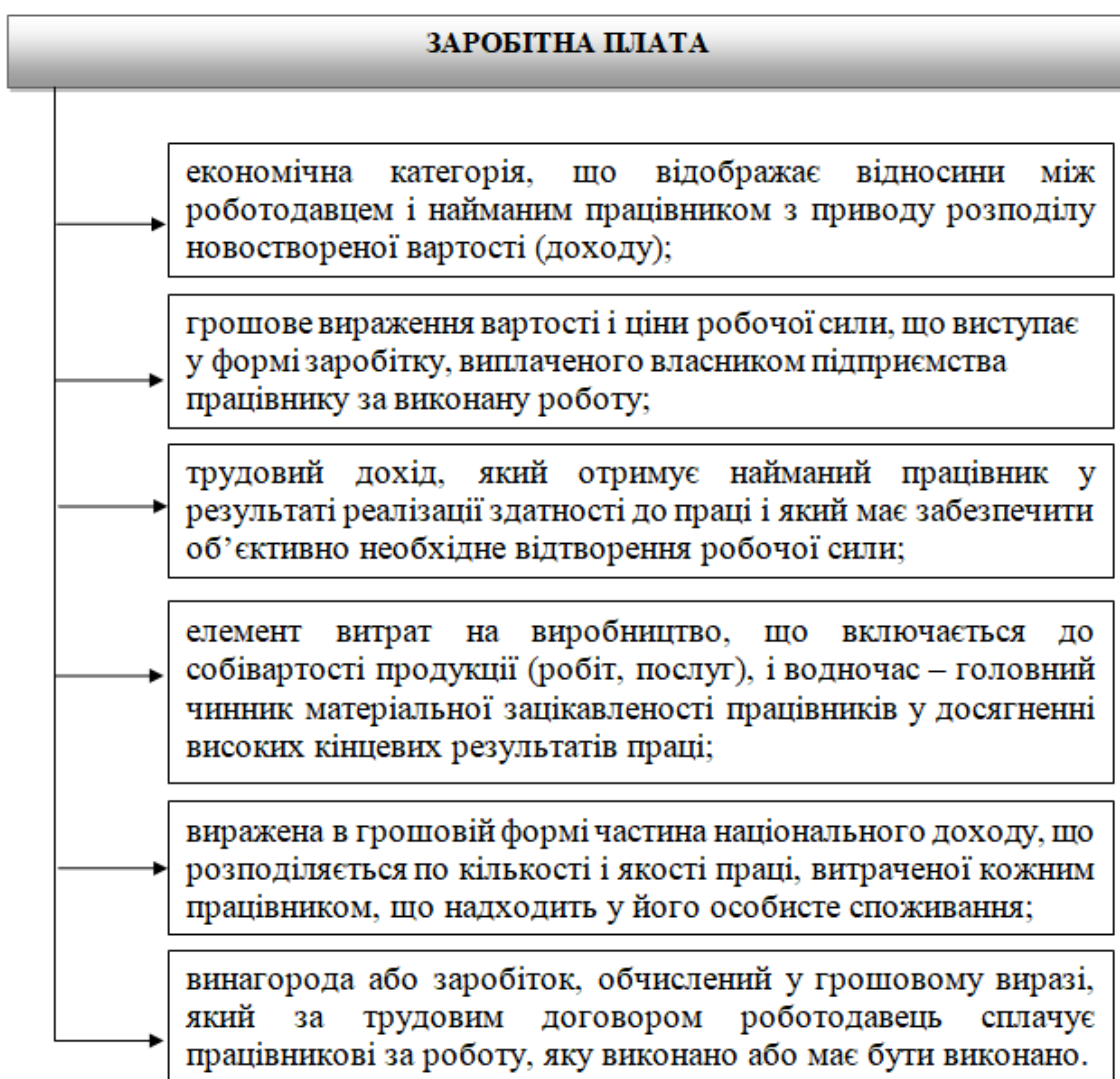 ЗАРОБІТНА ПЛАТА
економічна категорія, що відображає відносини між
роботодавцем і найманим працівником з приводу розподілу
новоствореної вартості (доходу);
грошове вираження вартості і ціни робочої сили, що виступає
у формі заробітку, виплаченого власником підприємства
працівнику за виконану роботу;
трудовий дохід, який отримує найманий працівник у
результаті реалізації здатності до праці і який має забезпечити
об’єктивно необхідне відтворення робочої сили;
елемент витрат на виробництво, що включається до
собівартості продукції (робіт, послуг), і водночас – головний
чинник матеріальної зацікавленості працівників у досягненні
високих кінцевих результатів праці;
виражена в грошовій формі частина національного доходу, що
розподіляється по кількості і якості праці, витраченої кожним
працівником, що надходить у його особисте споживання;
винагорода або заробіток, обчислений у грошовому виразі,
який за трудовим договором роботодавець сплачує
працівникові за роботу, яку виконано або має бути виконано.